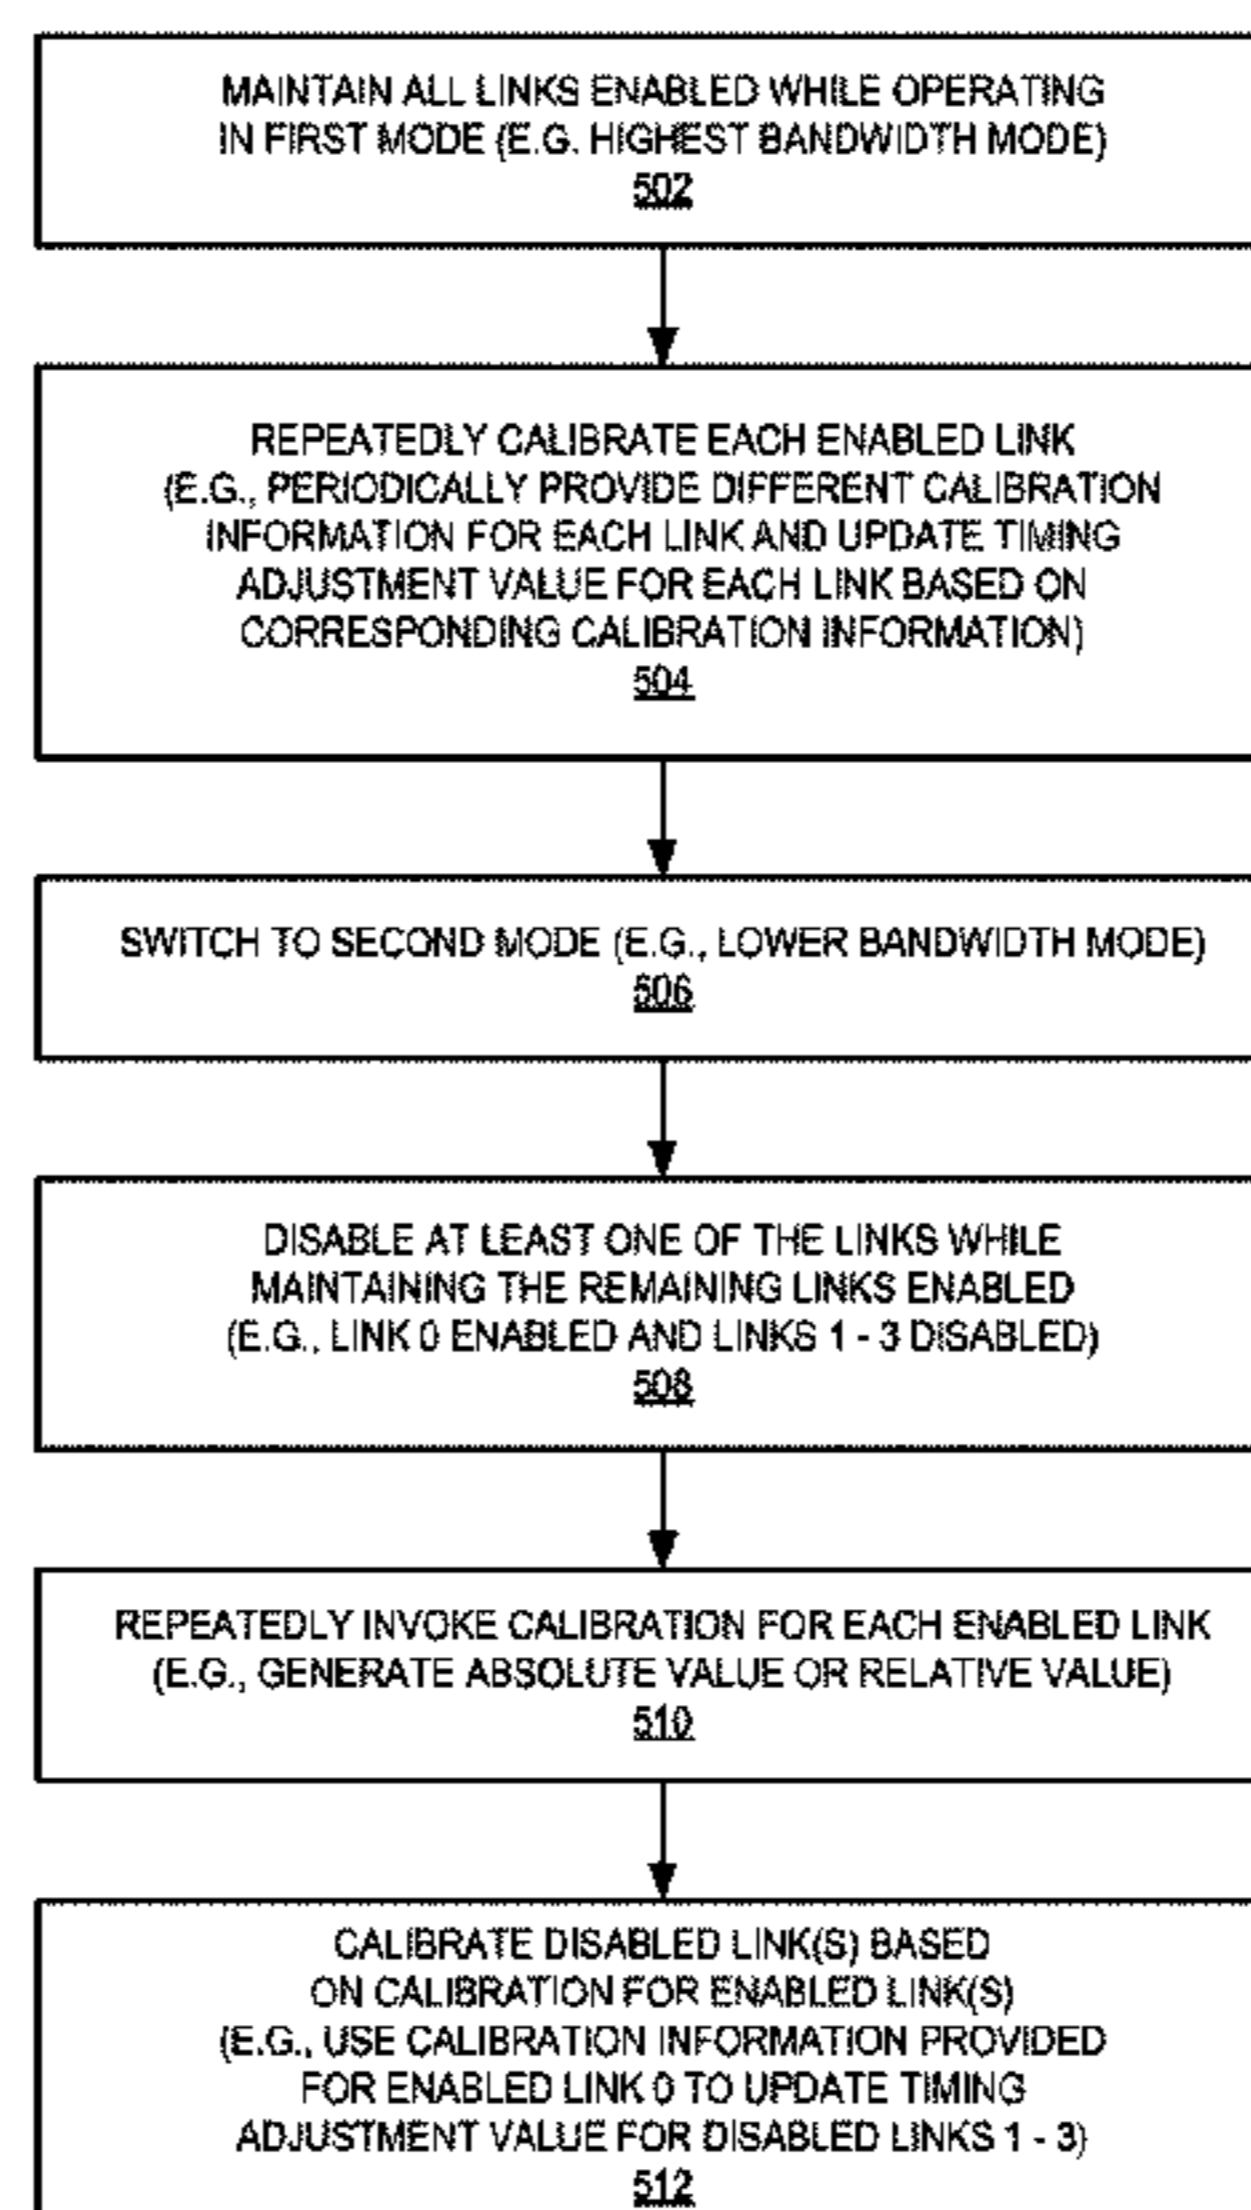 MAINTAIN ALL LINKS ENABLED WHILE OPERATING
IN FIRST MODE (E.G. HIGHEST BANDWIDTH MODE)
502
REPEATEDLY CALIBRATE EACH ENABLED LINK
(E.G., PERIODICALLY PROVIDE DIFFERENT CALIBRATION
INFORMATION FOR EACH LINK AND UPDATE TIMING
ADJUSTMENT VALUE FOR EACH LINK BASED ON
CORRESPONDING CALIBRATION INFORMATION)
504
SWITCH TO SECOND MODE (E.G., LOWER BANDWIDTH MODE)
506
DISABLE AT LEAST ONE OF THE LINKS WHILE
MAINTAINING THE REMAINING LINKS ENABLED
(E.G., LINK 0 ENABLED AND LINKS 1 - 3 DISABLED)
508
REPEATEDLY INVOKE CALIBRATION FOR EACH ENABLED LINK
(E.G., GENERATE ABSOLUTE VALUE OR RELATIVE VALUE)
510
CALIBRATE DISABLED LINK(S) BASED
ON CALIBRATION FOR ENABLED LINK(S)
(E.G., USE CALIBRATION INFORMATION PROVIDED
FOR ENABLED LINK 0 TO UPDATE TIMING
ADJUSTMENT VALUE FOR DISABLED LINKS 1 - 3)
512